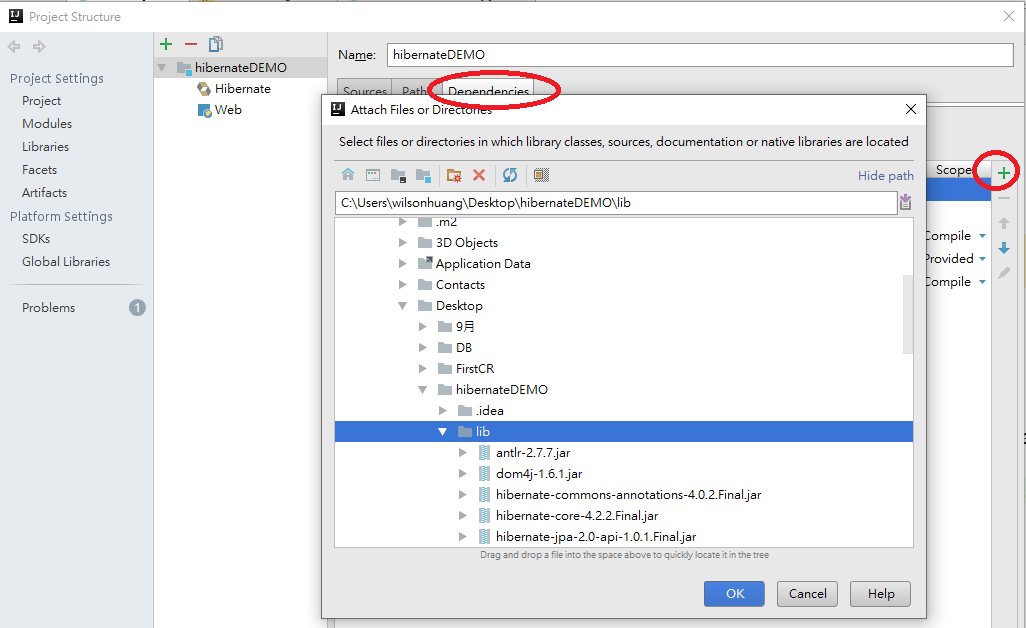 Project Structure
Project Settings
Project
Modules
Libraries
Facets
Artifacts
Platform Settings
SDKs
Global Libraries
Problems
1
hibernateDEMO
Hibernate
Web
Name:
hibernateDEMO
Sources
Path
Dependencies
Attach Files or Directories
Select files or directories in which library classes, sources, documentation or native libraries are located
Hide path
C:\Users\wilsonhuang\Desktop\hibernateDEMO\lib
.m2
3D Objects
Application Data
Contacts
Desktop
9月
DB
FirstCR
hibernateDEMO
.idea
lib
antlr-2.7.7.jar
dom4j-1.6.1.jar
hibernate-commons-annotations-4.0.2.Final.jar
hibernate-core-4.2.2.Final.jar
hibernate-jpa-2.0-api-1.0.1.Final.jar
Drag and drop a file into the space above to quickly locate it in the tree
OK
Cancel
Help
Scope
Compile
Provided
Compile